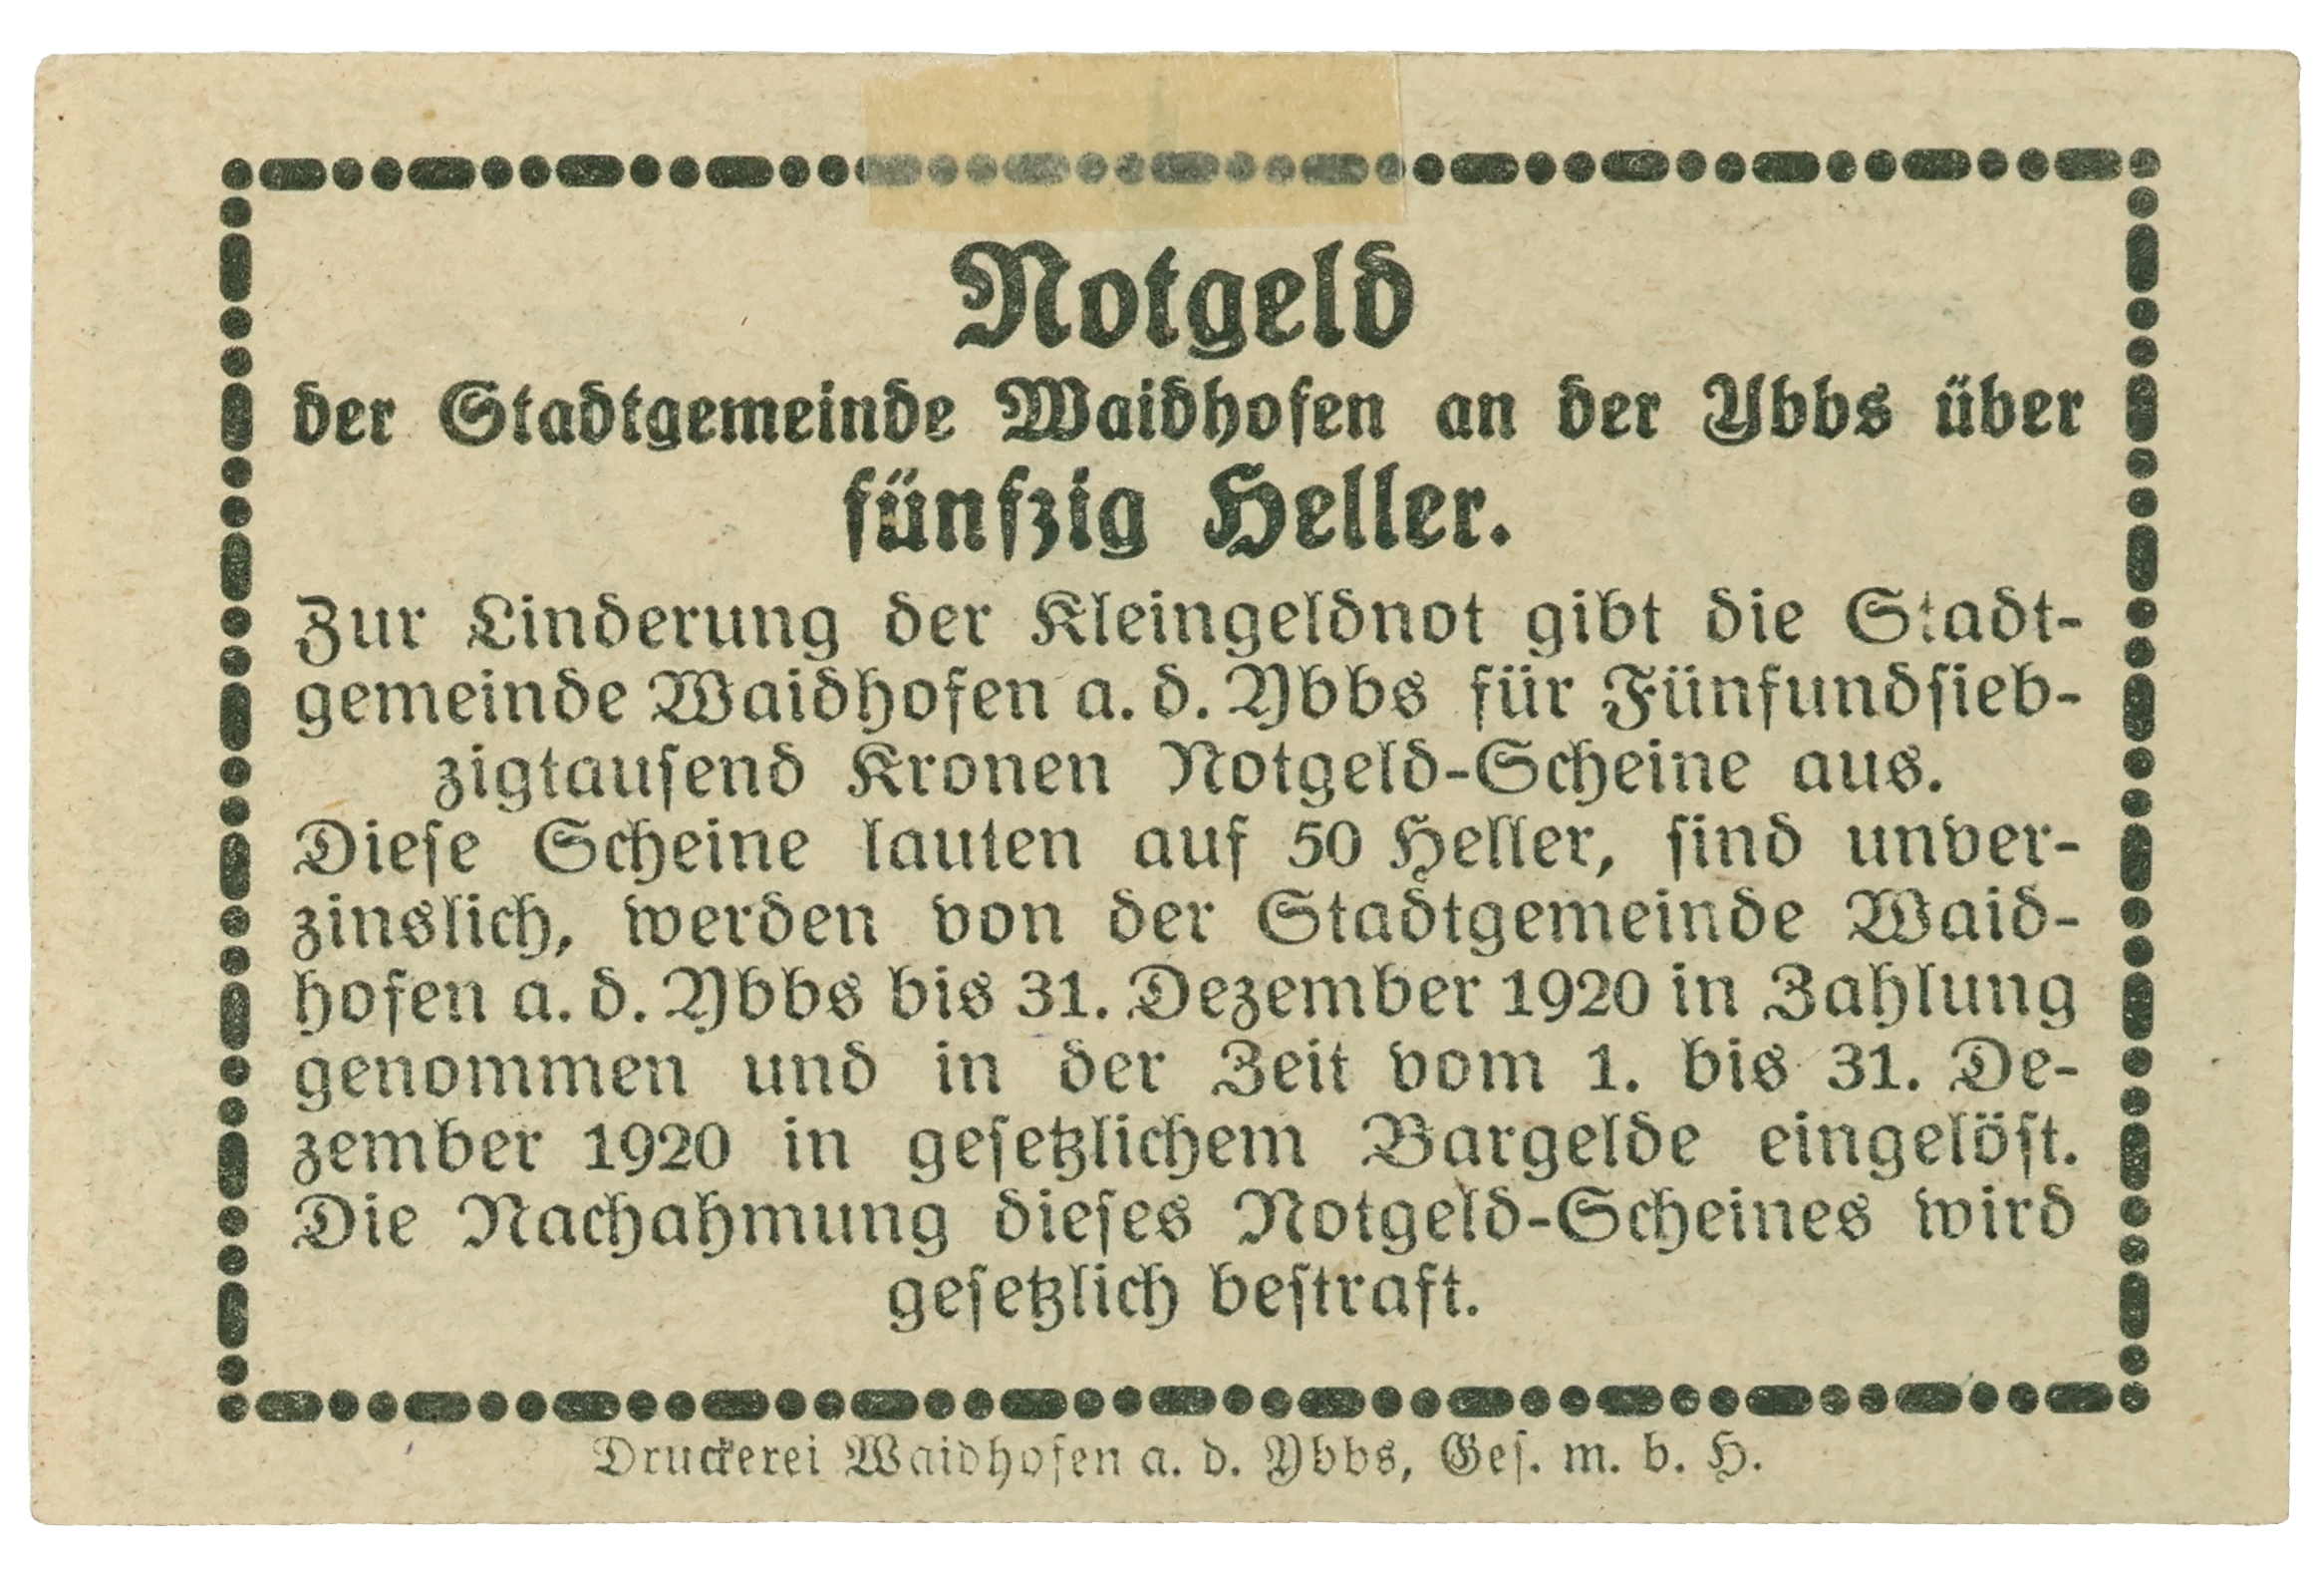 Notgeld
der Stadtgemeinde Waidhofen an der Ybbs über
fünfzig Heller.
Zur Linderung der Kleingeldnot gibt die Stadt-
gemeinde Waidhofen a. d. Ybbs für Fünfundſieb-
zigtauſend Kronen Notgeld-Scheine aus.
Dieſe Scheine lauten auf 50 Heller, ſind unver-
zinslich, werden von der Stadtgemeinde Waid-
hofen a. d. Ybbs bis 31. Dezember 1920 in Zahlung
genommen und in der Zeit vom 1. bis 31. De-
zember 1920 in geſetzlichem Bargelde eingelöſt.
Die Nachahmung dieſes Notgeld-Scheines wird
geſetzlich beſtraft.
Druckerei Waidhofen a. d. Ybbs, Geſ. m. b. H.